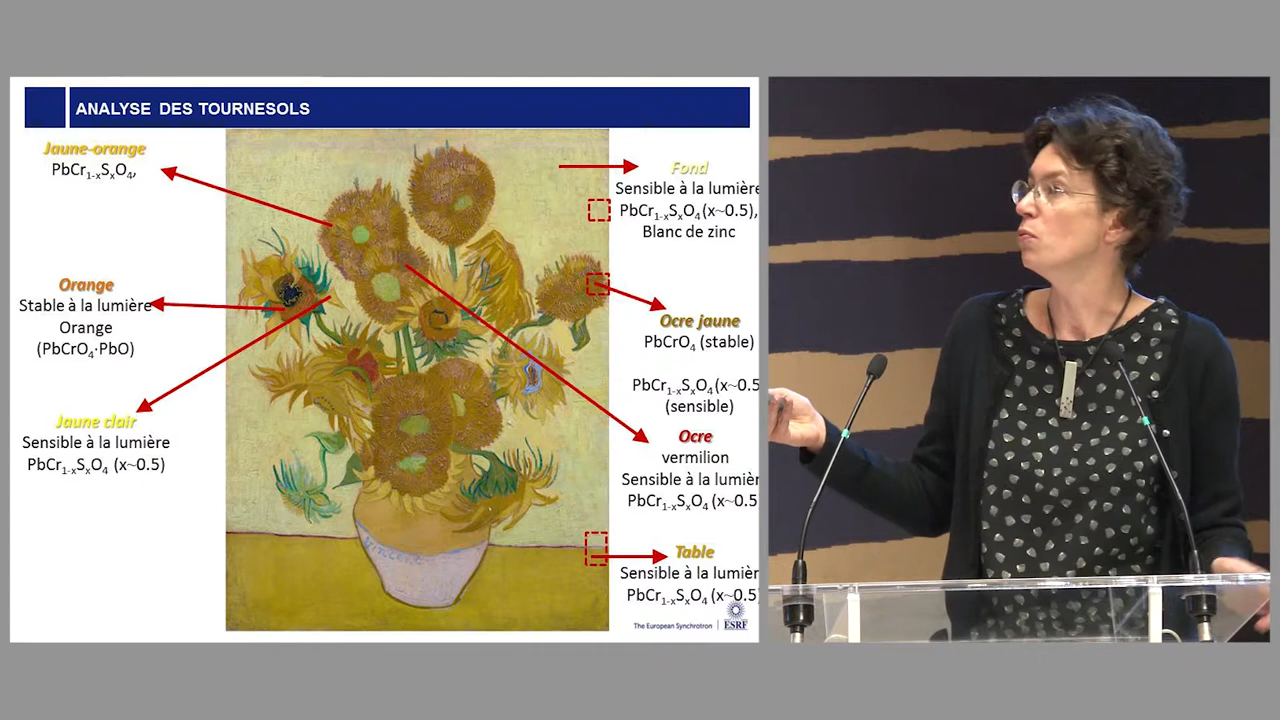 ANALYSE DES TOURNESOLS
Jaune-orange
PbCr₁₋ₓSₓO₄,
Orange
Stable à la lumière
Orange
(PbCrO₄·PbO)
Jaune clair
Sensible à la lumière
PbCr₁₋ₓSₓO₄ (x~0.5)
Fond
Sensible à la lumière
PbCr₁₋ₓSₓO₄ (x~0.5),
Blanc de zinc
Ocre jaune
PbCrO₄ (stable)
PbCr₁₋ₓSₓO₄ (x~0.5
(sensible)
Ocre
vermilion
Sensible à la lumièr
PbCr₁₋ₓSₓO₄ (x~0.5
Table
Sensible à la lumièr
PbCr₁₋ₓSₓO₄ (x~0.5
Vincent
The European Synchrotron
ESRF